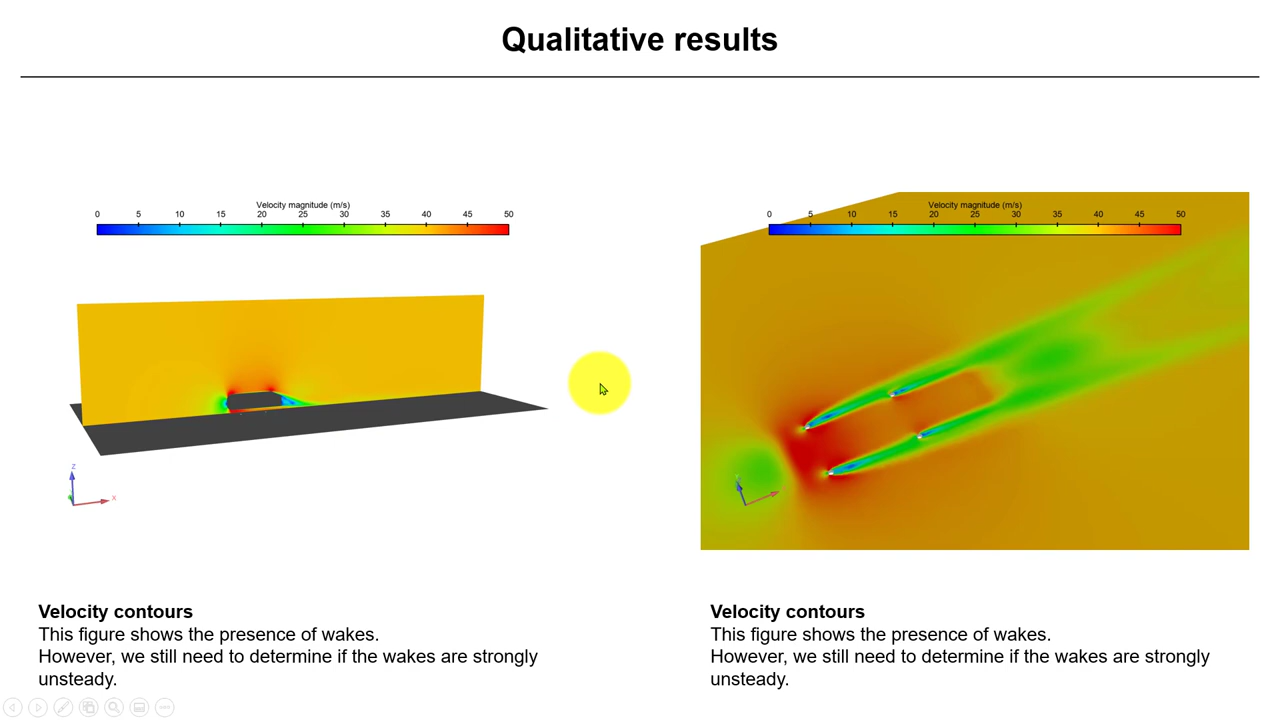 Qualitative results
Velocity magnitude (m/s)
0 5 10 15 20 25 30 35 40 45 50
z
x
Velocity magnitude (m/s)
0 5 10 15 20 25 30 35 40 45 50
Velocity contours
This figure shows the presence of wakes.
However, we still need to determine if the wakes are strongly
unsteady.
Velocity contours
This figure shows the presence of wakes.
However, we still need to determine if the wakes are strongly
unsteady.